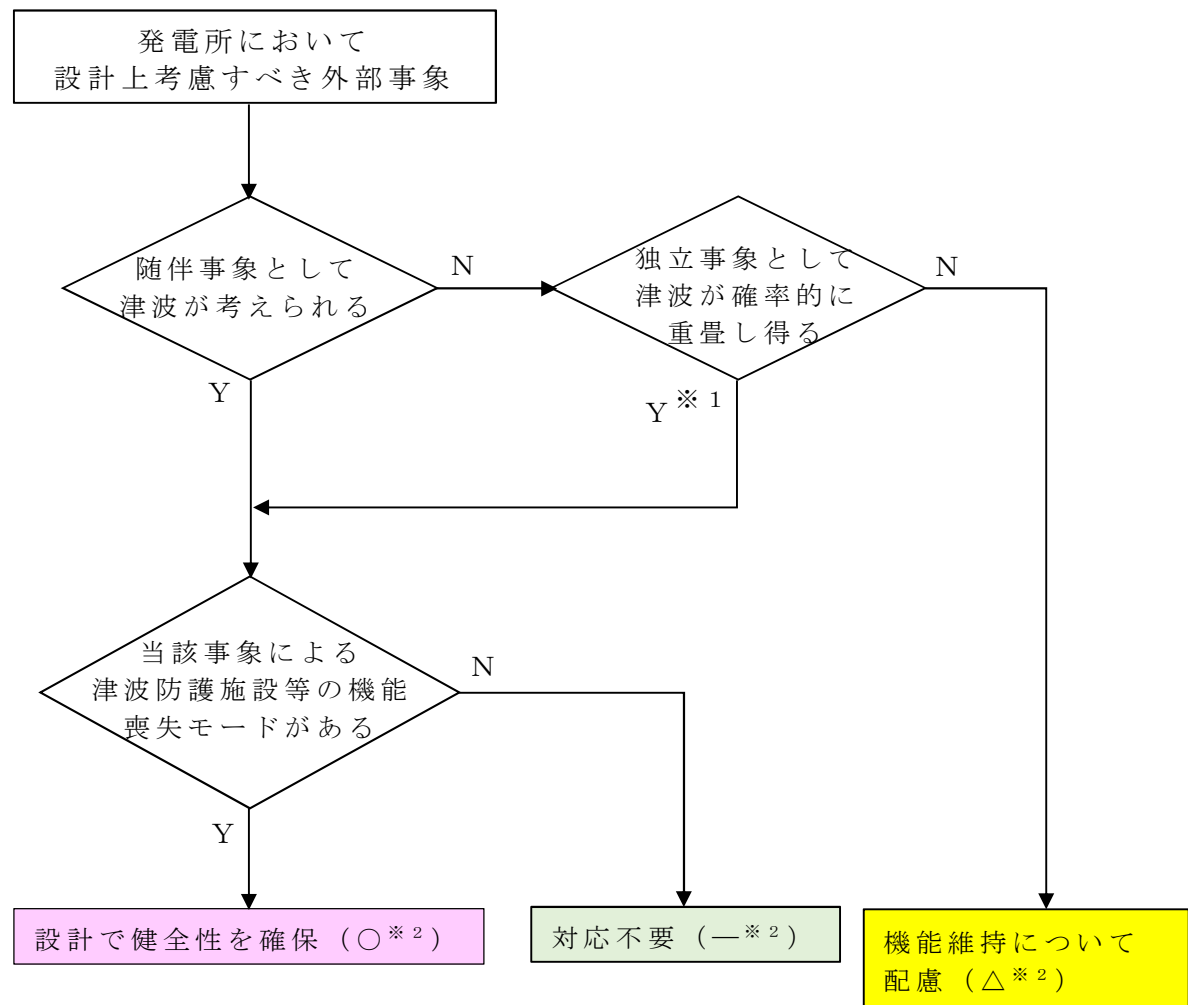 発電所において
設計上考慮すべき外部事象
随伴事象として
津波が考えられる
N
独立事象として
津波が確率的に
重畳し得る
N
Y
Y※1
当該事象による
津波防護施設等の機能
喪失モードがある
N
Y
設計で健全性を確保（○※2）
対応不要（―※2）
機能維持について
配慮（△※2）